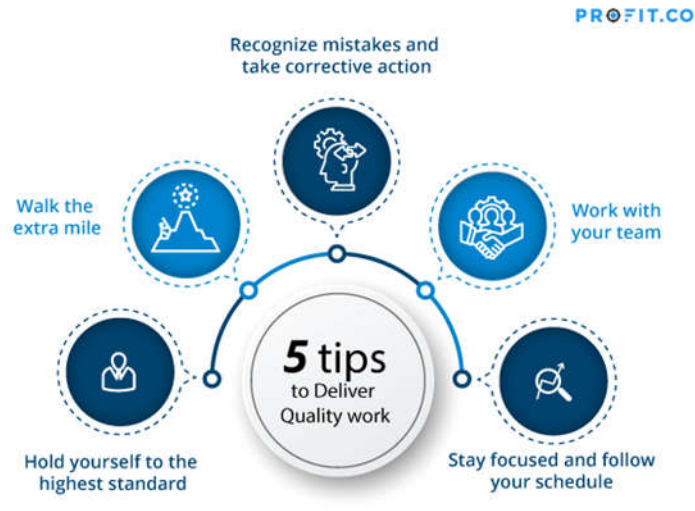 PROFIT.CO
Recognize mistakes and
take corrective action
Walk the
extra mile
Work with
your team
5 tips
to Deliver
Quality work
Hold yourself to the
highest standard
Stay focused and follow
your schedule